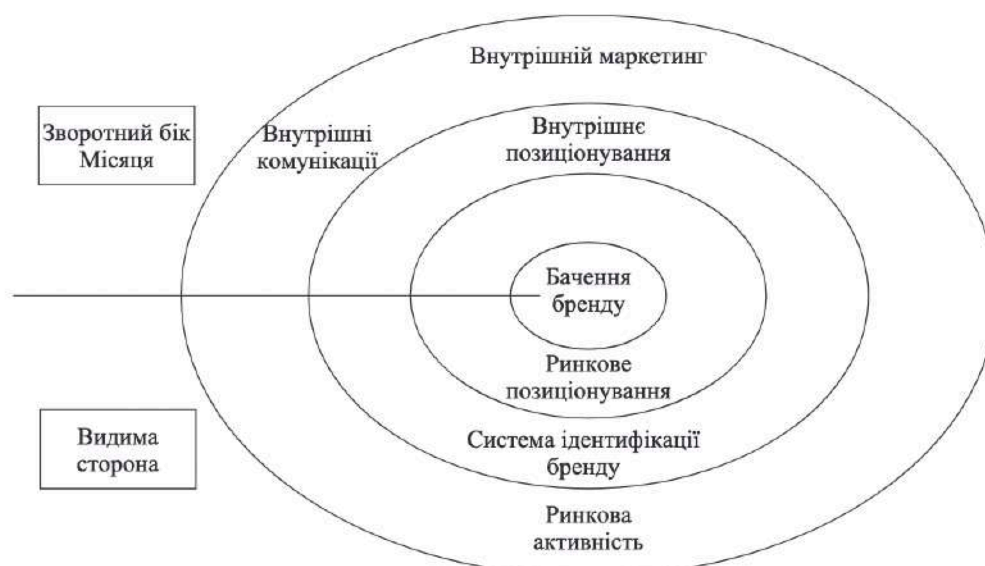 Внутрішній маркетинг
Зворотний бік
Місяця
Внутрішні
комунікації
Внутрішнє
позиціонування
Бачення
бренду
Ринкове
позиціонування
Видима
сторона
Система ідентифікації
бренду
Ринкова
активність